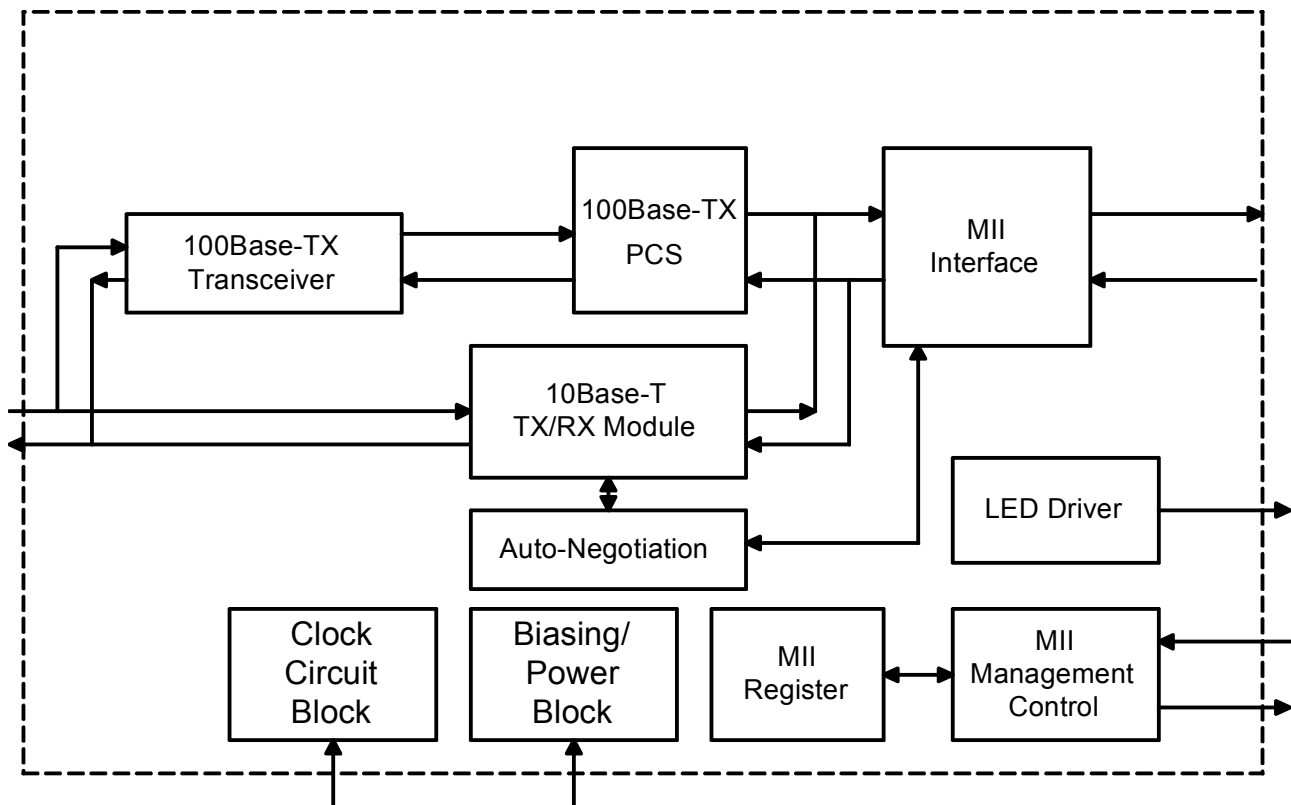 100Base-TX
PCS
MII
Interface
100Base-TX
Transceiver
10Base-T
TX/RX Module
LED Driver
Auto-Negotiation
Clock
Circuit
Block
Biasing/
Power
Block
MII
Register
MII
Management
Control